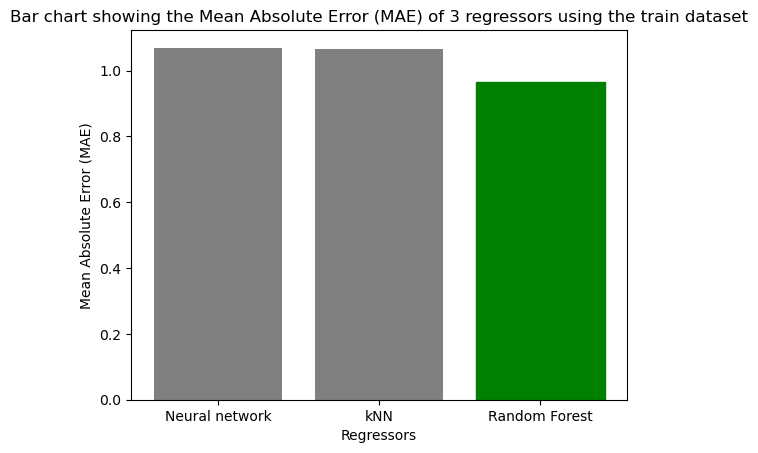 Bar chart showing the Mean Absolute Error (MAE) of 3 regressors using the train dataset
Mean Absolute Error (MAE)
1.0
0.8
0.6
0.4
0.2
0.0
Neural network
kNN
Random Forest
Regressors